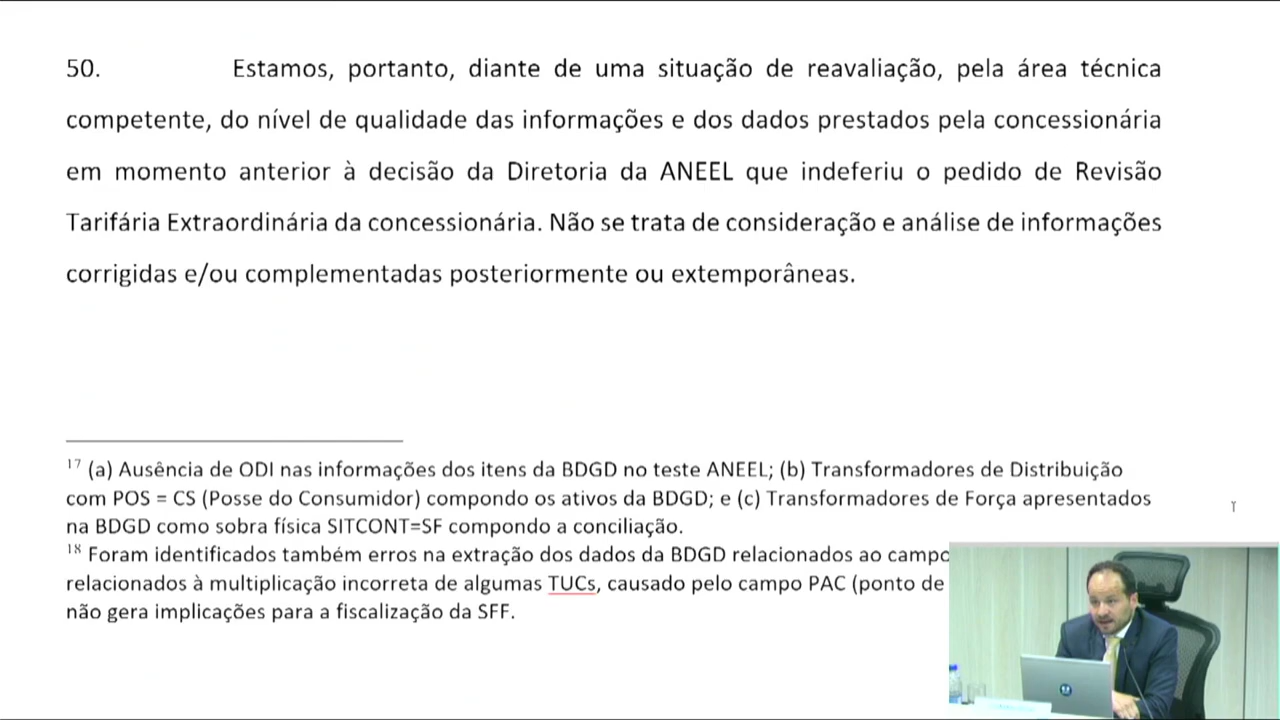 50. Estamos, portanto, diante de uma situação de reavaliação, pela área técnica
competente, do nível de qualidade das informações e dos dados prestados pela concessionária
em momento anterior à decisão da Diretoria da ANEEL que indeferiu o pedido de Revisão
Tarifária Extraordinária da concessionária. Não se trata de consideração e análise de informações
corrigidas e/ou complementadas posteriormente ou extemporâneas.
17 (a) Ausência de ODI nas informações dos itens da BDGD no teste ANEEL; (b) Transformadores de Distribuição
com POS = CS (Posse do Consumidor) compondo os ativos da BDGD; e (c) Transformadores de Força apresentados
na BDGD como sobra física SITCONT=SF compondo a conciliação.
18 Foram identificados também erros na extração dos dados da BDGD relacionados ao campo
relacionados à multiplicação incorreta de algumas TUCs, causado pelo campo PAC (ponto de
não gera implicações para a fiscalização da SFF.